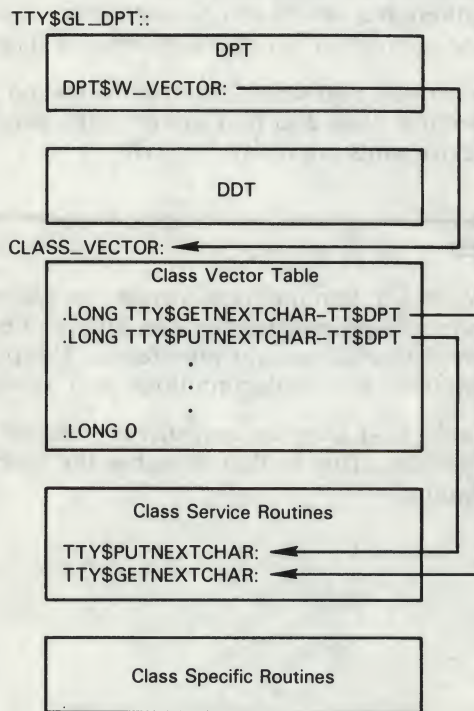 TTY$GL_DPT::
DPT
DPT$W_VECTOR:
DDT
CLASS_VECTOR:
Class Vector Table
.LONG TTY$GETNEXTCHAR–TT$DPT
.LONG TTY$PUTNEXTCHAR–TT$DPT
.
.
.
.LONG 0
Class Service Routines
TTY$PUTNEXTCHAR:
TTY$GETNEXTCHAR:
Class Specific Routines